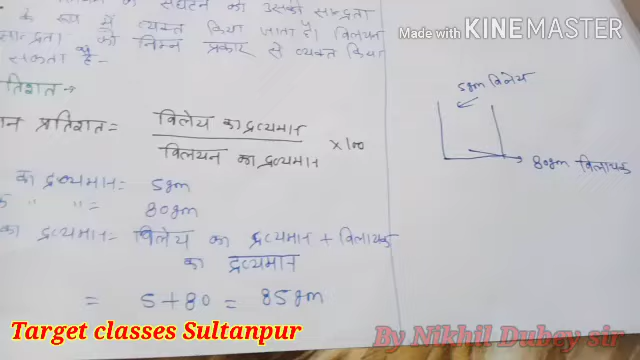 Made with KINEMASTER
संघटन को उसकी सान्द्रता
के रूप में व्यक्त किया जाता है। विलयन
सान्द्रता को निम्न प्रकार से व्यक्त किया
सकता है-
5gm विलेय
80gm विलायक
प्रतिशत = विलेय का द्रव्यमान
विलयन का द्रव्यमान × 100
का द्रव्यमान = 5gm
" " = 80gm
का द्रव्यमान = विलेय का द्रव्यमान + विलायक
का द्रव्यमान
= 5+80 = 85gm
Target classes Sultanpur
By Nikhil Dubey sir